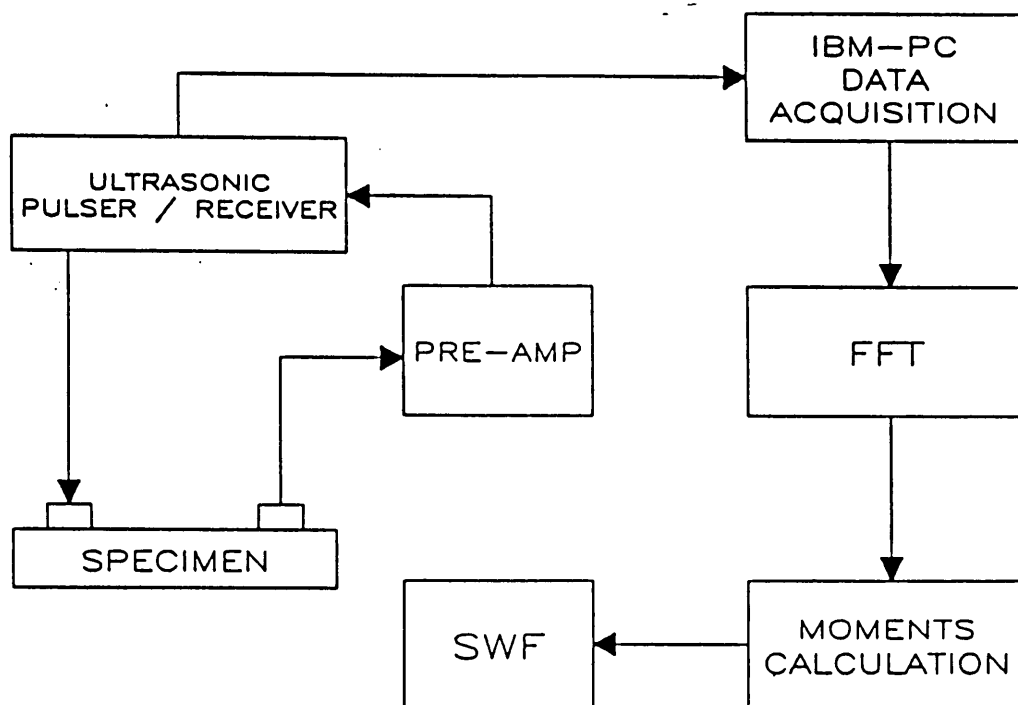 IBM-PC
DATA
ACQUISITION
ULTRASONIC
PULSER / RECEIVER
PRE-AMP
FFT
SPECIMEN
SWF
MOMENTS
CALCULATION